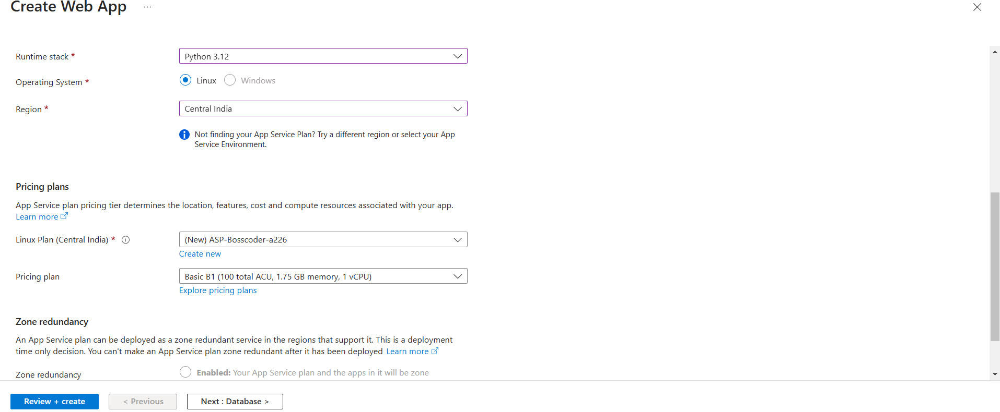 Create Web App ...
Runtime stack *
Python 3.12
Operating System *
Linux
Windows
Region *
Central India
Not finding your App Service Plan? Try a different region or select your App
Service Environment.
Pricing plans
App Service plan pricing tier determines the location, features, cost and compute resources associated with your app.
Learn more
Linux Plan (Central India) *
(New) ASP-Bosscoder-a226
Create new
Pricing plan
Basic B1 (100 total ACU, 1.75 GB memory, 1 vCPU)
Explore pricing plans
Zone redundancy
An App Service plan can be deployed as a zone redundant service in the regions that support it. This is a deployment
time only decision. You can't make an App Service plan zone redundant after it has been deployed Learn more
Zone redundancy
Enabled: Your App Service plan and the apps in it will be zone
Review + create
< Previous
Next : Database >